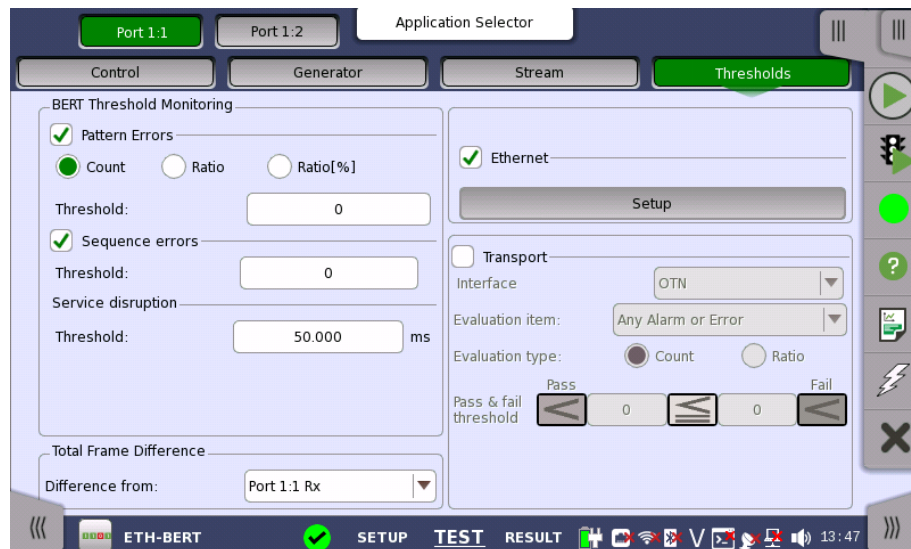 Port 1:1 Port 1:2 Application Selector
Control Generator Stream Thresholds
BERT Threshold Monitoring
Pattern Errors
Count Ratio Ratio[%]
Threshold: 0
Sequence errors
Threshold: 0
Service disruption
Threshold: 50.000 ms
Total Frame Difference
Difference from: Port 1:1 Rx
Ethernet
Setup
Transport
Interface OTN
Evaluation item: Any Alarm or Error
Evaluation type: Count Ratio
Pass Fail
Pass & fail
threshold < 0 ≦ 0 <
ETH-BERT SETUP TEST RESULT 13:47